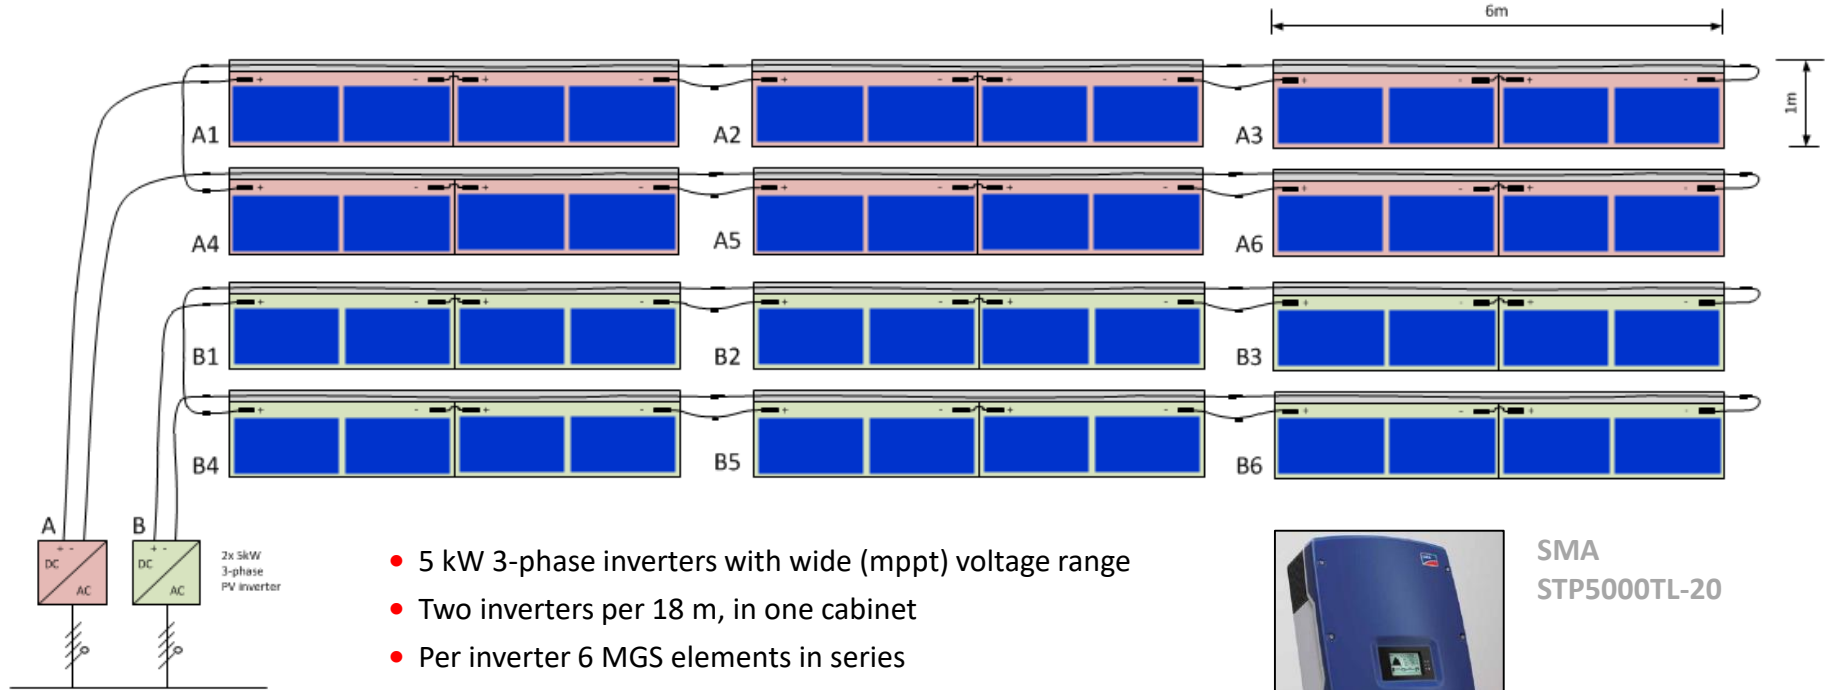 6m
+ - + -
+ - + -
+ - + -
1m
A1
A2
A3
+ - + -
+ - + -
+ - + -
A4
A5
A6
+ - + -
+ - + -
+ - + -
B1
B2
B3
+ - + -
+ - + -
+ - + -
B4
B5
B6
A
B
+ -
DC
AC
+ -
DC
AC
2x 5kW
3-phase
PV inverter
• 5 kW 3-phase inverters with wide (mppt) voltage range
• Two inverters per 18 m, in one cabinet
• Per inverter 6 MGS elements in series
SMA
STP5000TL-20